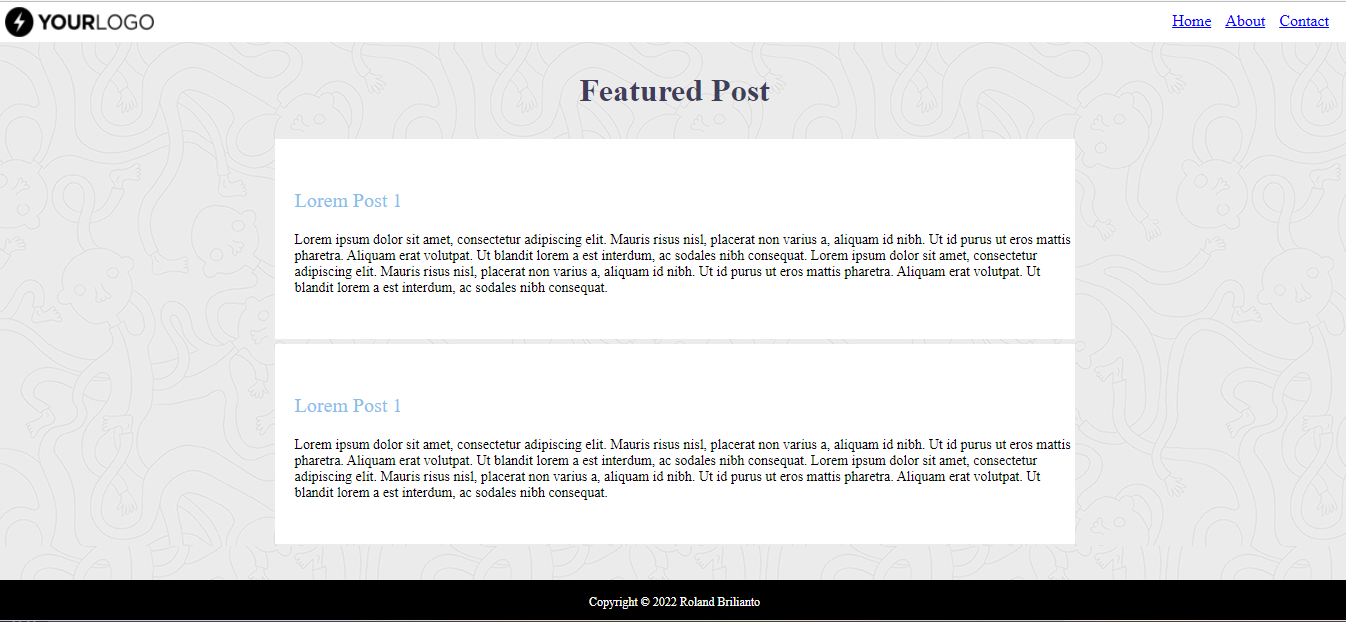 YOURLOGO
Home About Contact
Featured Post
Lorem Post 1
Lorem ipsum dolor sit amet, consectetur adipiscing elit. Mauris risus nisl, placerat non varius a, aliquam id nibh. Ut id purus ut eros mattis
pharetra. Aliquam erat volutpat. Ut blandit lorem a est interdum, ac sodales nibh consequat. Lorem ipsum dolor sit amet, consectetur
adipiscing elit. Mauris risus nisl, placerat non varius a, aliquam id nibh. Ut id purus ut eros mattis pharetra. Aliquam erat volutpat. Ut
blandit lorem a est interdum, ac sodales nibh consequat.
Lorem Post 1
Lorem ipsum dolor sit amet, consectetur adipiscing elit. Mauris risus nisl, placerat non varius a, aliquam id nibh. Ut id purus ut eros mattis
pharetra. Aliquam erat volutpat. Ut blandit lorem a est interdum, ac sodales nibh consequat. Lorem ipsum dolor sit amet, consectetur
adipiscing elit. Mauris risus nisl, placerat non varius a, aliquam id nibh. Ut id purus ut eros mattis pharetra. Aliquam erat volutpat. Ut
blandit lorem a est interdum, ac sodales nibh consequat.
Copyright © 2022 Roland Brilianto